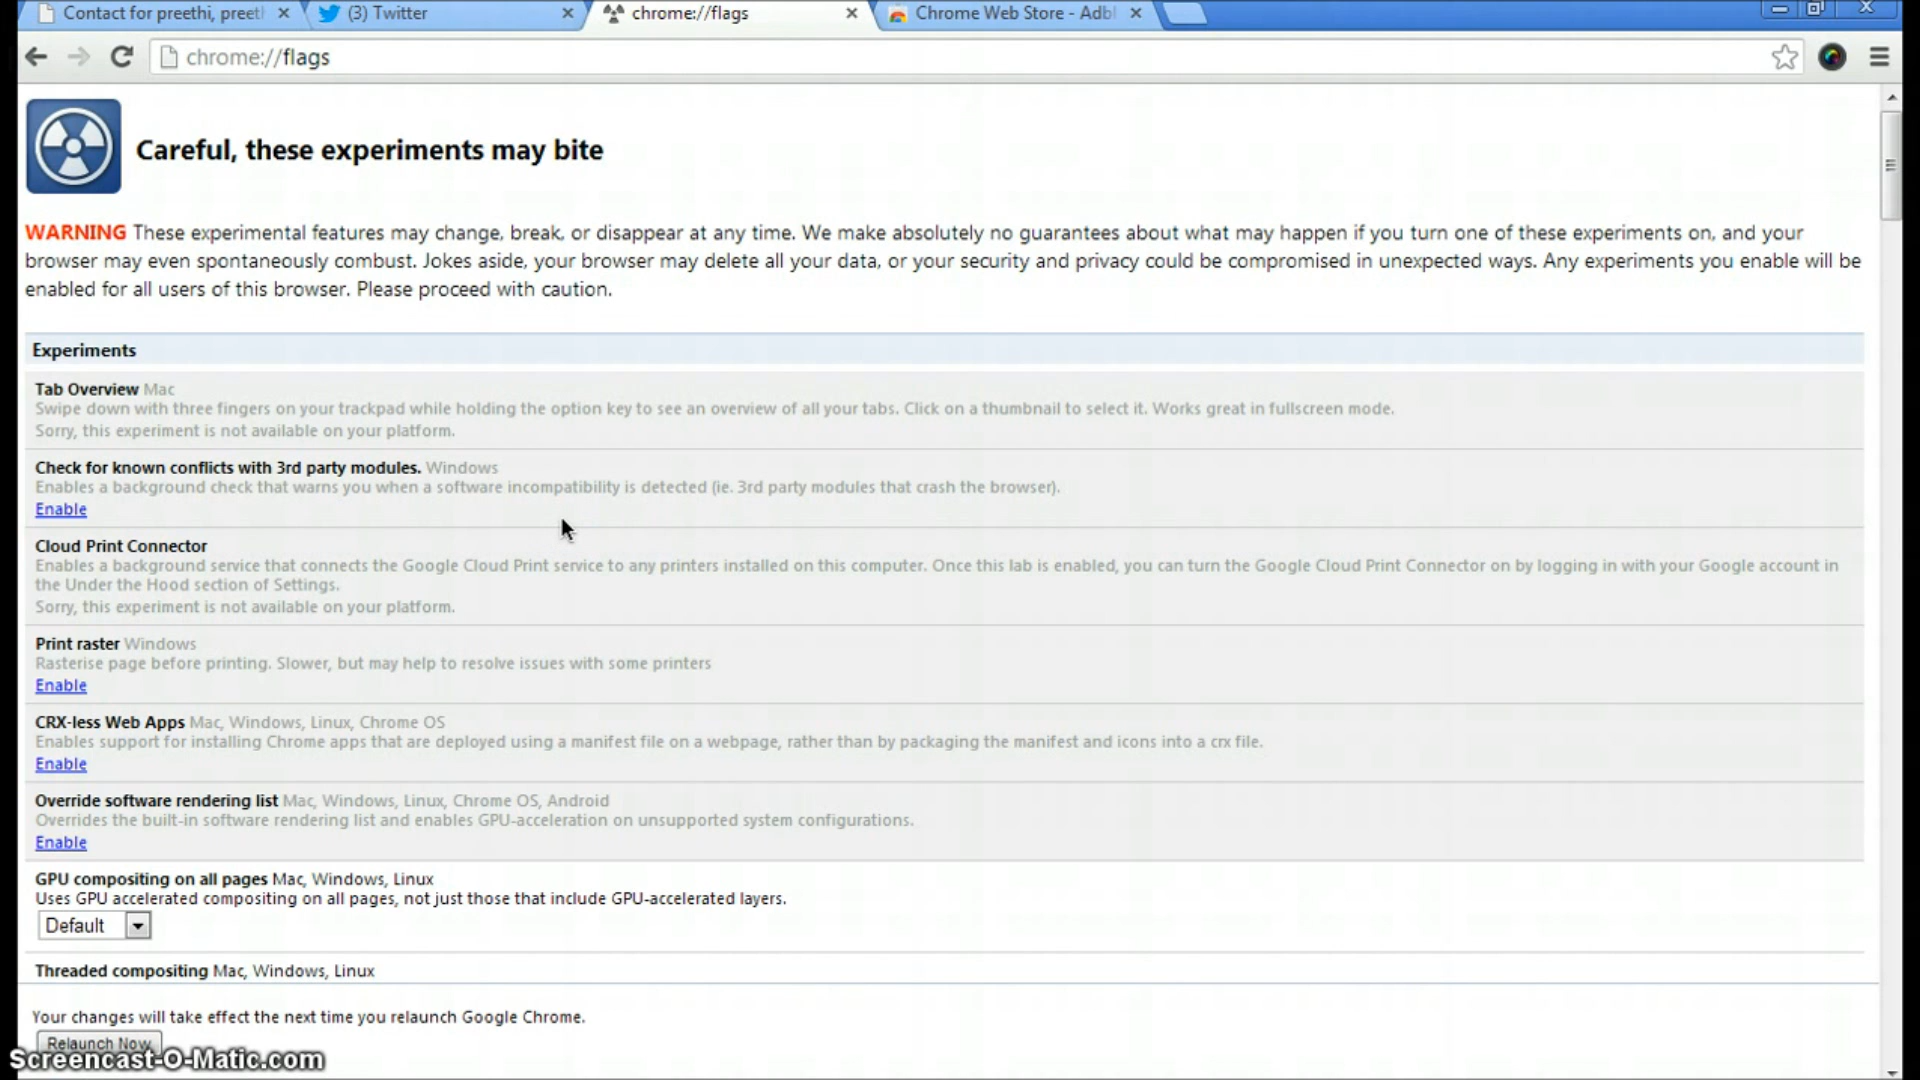 Contact for preethi, preet
(3) Twitter
chrome://flags
Chrome Web Store - Adbl
chrome://flags
Careful, these experiments may bite
WARNING These experimental features may change, break, or disappear at any time. We make absolutely no guarantees about what may happen if you turn one of these experiments on, and your
browser may even spontaneously combust. Jokes aside, your browser may delete all your data, or your security and privacy could be compromised in unexpected ways. Any experiments you enable will be
enabled for all users of this browser. Please proceed with caution.
Experiments
Tab Overview Mac
Swipe down with three fingers on your trackpad while holding the option key to see an overview of all your tabs. Click on a thumbnail to select it. Works great in fullscreen mode.
Sorry, this experiment is not available on your platform.
Check for known conflicts with 3rd party modules. Windows
Enables a background check that warns you when a software incompatibility is detected (ie. 3rd party modules that crash the browser).
Enable
Cloud Print Connector
Enables a background service that connects the Google Cloud Print service to any printers installed on this computer. Once this lab is enabled, you can turn the Google Cloud Print Connector on by logging in with your Google account in
the Under the Hood section of Settings.
Sorry, this experiment is not available on your platform.
Print raster Windows
Rasterise page before printing. Slower, but may help to resolve issues with some printers
Enable
CRX-less Web Apps Mac, Windows, Linux, Chrome OS
Enables support for installing Chrome apps that are deployed using a manifest file on a webpage, rather than by packaging the manifest and icons into a crx file.
Enable
Override software rendering list Mac, Windows, Linux, Chrome OS, Android
Overrides the built-in software rendering list and enables GPU-acceleration on unsupported system configurations.
Enable
GPU compositing on all pages Mac, Windows, Linux
Uses GPU accelerated compositing on all pages, not just those that include GPU-accelerated layers.
Default
Threaded compositing Mac, Windows, Linux
Your changes will take effect the next time you relaunch Google Chrome.
Relaunch Now
Screencast-O-Matic.com